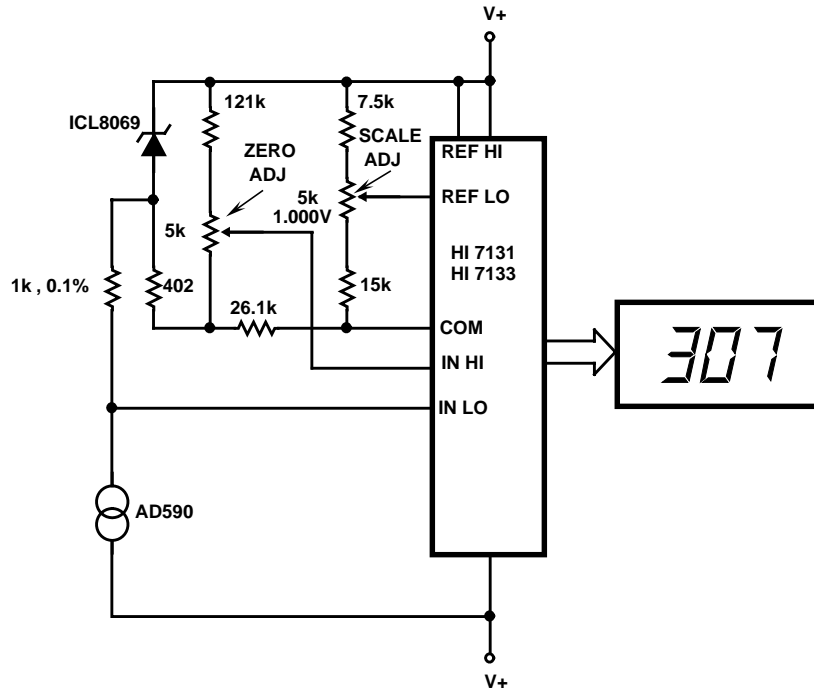 V+
121k
7.5k
ICL8069
ZERO
ADJ
SCALE
ADJ
REF HI
5k
5k
1.000V
REF LO
HI 7131
HI 7133
1k , 0.1%
402
26.1k
15k
COM
IN HI
IN LO
307
AD590
V+